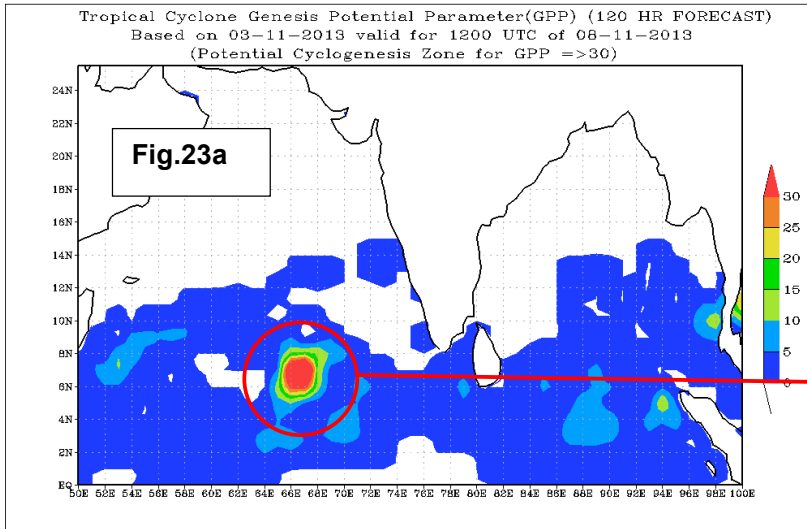 Tropical Cyclone Genesis Potential Parameter(GPP) (120 HR FORECAST)
Based on 03-11-2013 valid for 1200 UTC of 08-11-2013
(Potential Cyclogenesis Zone for GPP =>30)
Fig.23a
24N
22N
20N
18N
16N
14N
12N
10N
8N
6N
4N
2N
EQ
50E 52E 54E 56E 58E 60E 62E 64E 66E 68E 70E 72E 74E 76E 78E 80E 82E 84E 86E 88E 90E 92E 94E 96E 98E 100E
30
25
20
15
10
5
0